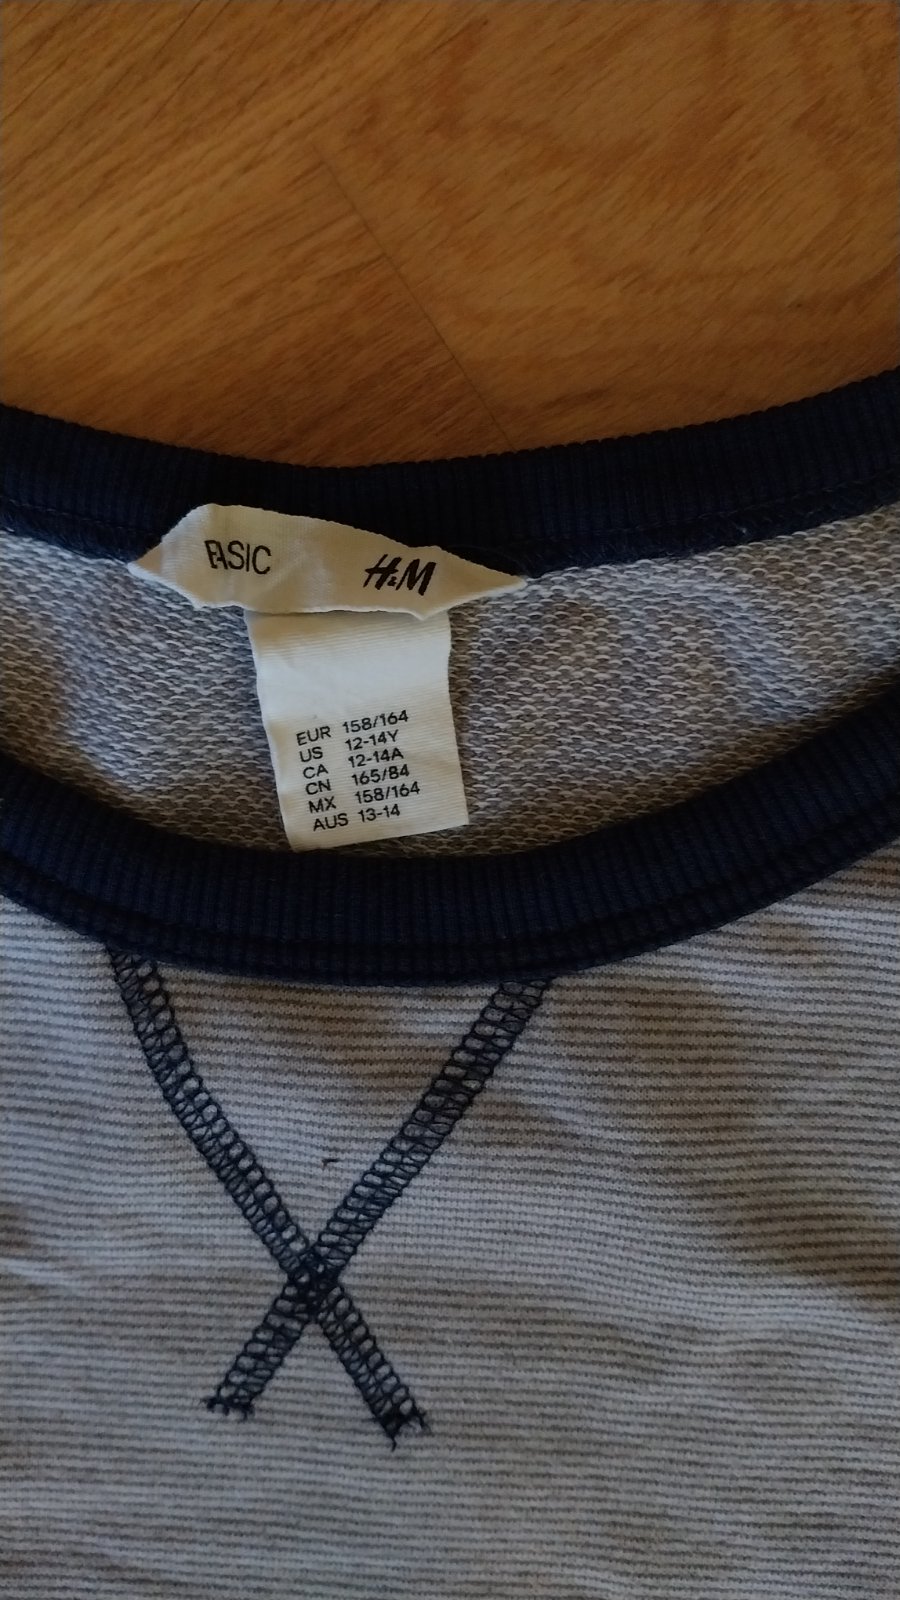 BASIC H&M
EUR 158/164
US 12-14Y
CA 12-14A
CN 165/84
MX 158/164
AUS 13-14